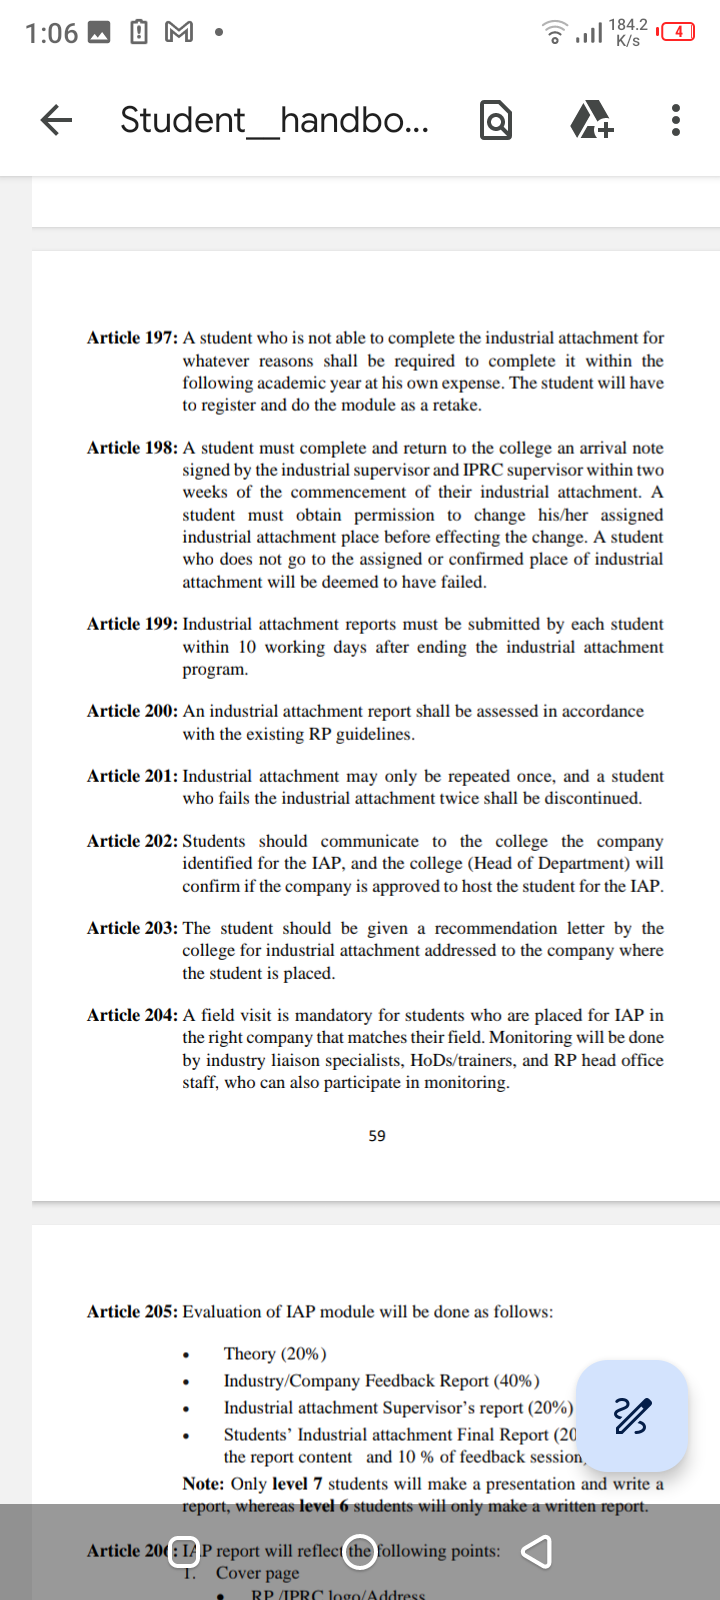 1:06
184.2
K/s
4
Student__handbo...
Article 197: A student who is not able to complete the industrial attachment for
whatever reasons shall be required to complete it within the
following academic year at his own expense. The student will have
to register and do the module as a retake.
Article 198: A student must complete and return to the college an arrival note
signed by the industrial supervisor and IPRC supervisor within two
weeks of the commencement of their industrial attachment. A
student must obtain permission to change his/her assigned
industrial attachment place before effecting the change. A student
who does not go to the assigned or confirmed place of industrial
attachment will be deemed to have failed.
Article 199: Industrial attachment reports must be submitted by each student
within 10 working days after ending the industrial attachment
program.
Article 200: An industrial attachment report shall be assessed in accordance
with the existing RP guidelines.
Article 201: Industrial attachment may only be repeated once, and a student
who fails the industrial attachment twice shall be discontinued.
Article 202: Students should communicate to the college the company
identified for the IAP, and the college (Head of Department) will
confirm if the company is approved to host the student for the IAP.
Article 203: The student should be given a recommendation letter by the
college for industrial attachment addressed to the company where
the student is placed.
Article 204: A field visit is mandatory for students who are placed for IAP in
the right company that matches their field. Monitoring will be done
by industry liaison specialists, HoDs/trainers, and RP head office
staff, who can also participate in monitoring.
59
Article 205: Evaluation of IAP module will be done as follows:
• Theory (20%)
• Industry/Company Feedback Report (40%)
• Industrial attachment Supervisor's report (20%)
• Students' Industrial attachment Final Report (20
the report content and 10 % of feedback session,
Note: Only level 7 students will make a presentation and write a
report, whereas level 6 students will only make a written report.
Article 206: IAP report will reflect the following points:
1. Cover page
• RP /IPRC logo/Address